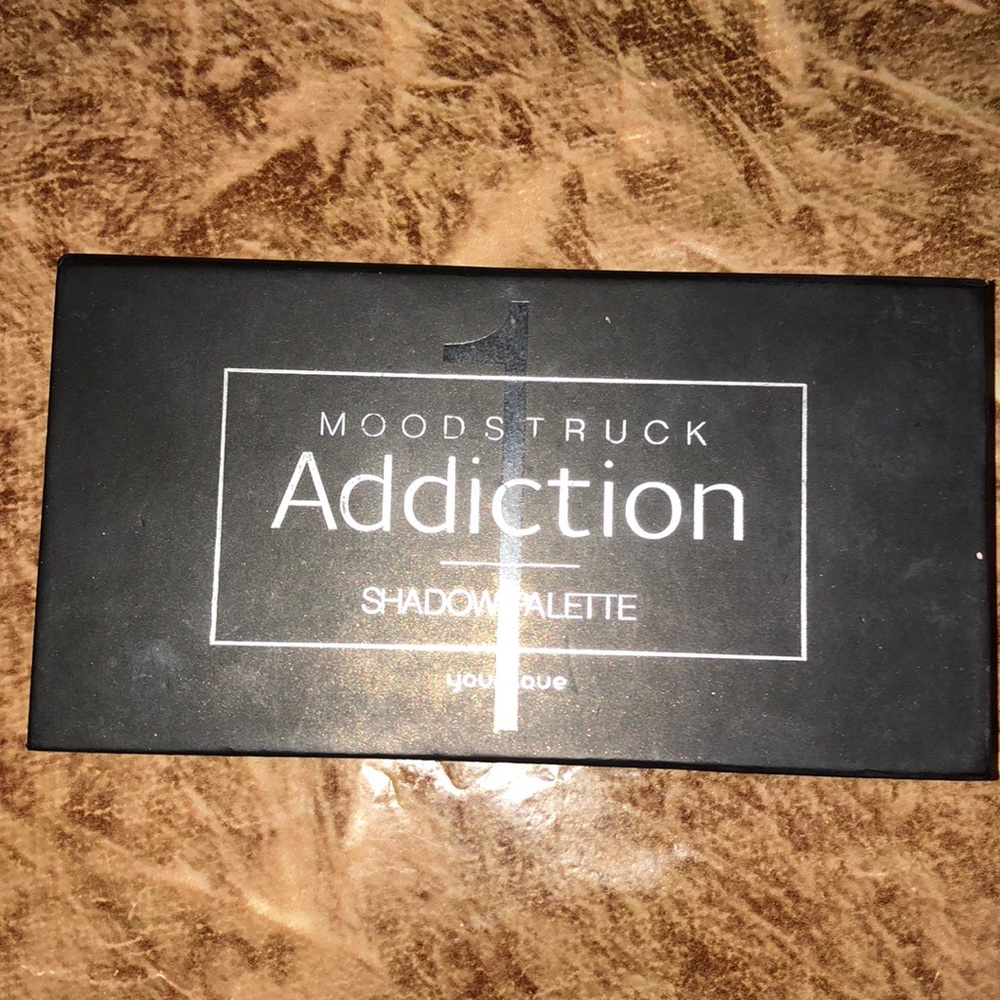 1
MOODSTRUCK
Addiction
SHADOW PALETTE